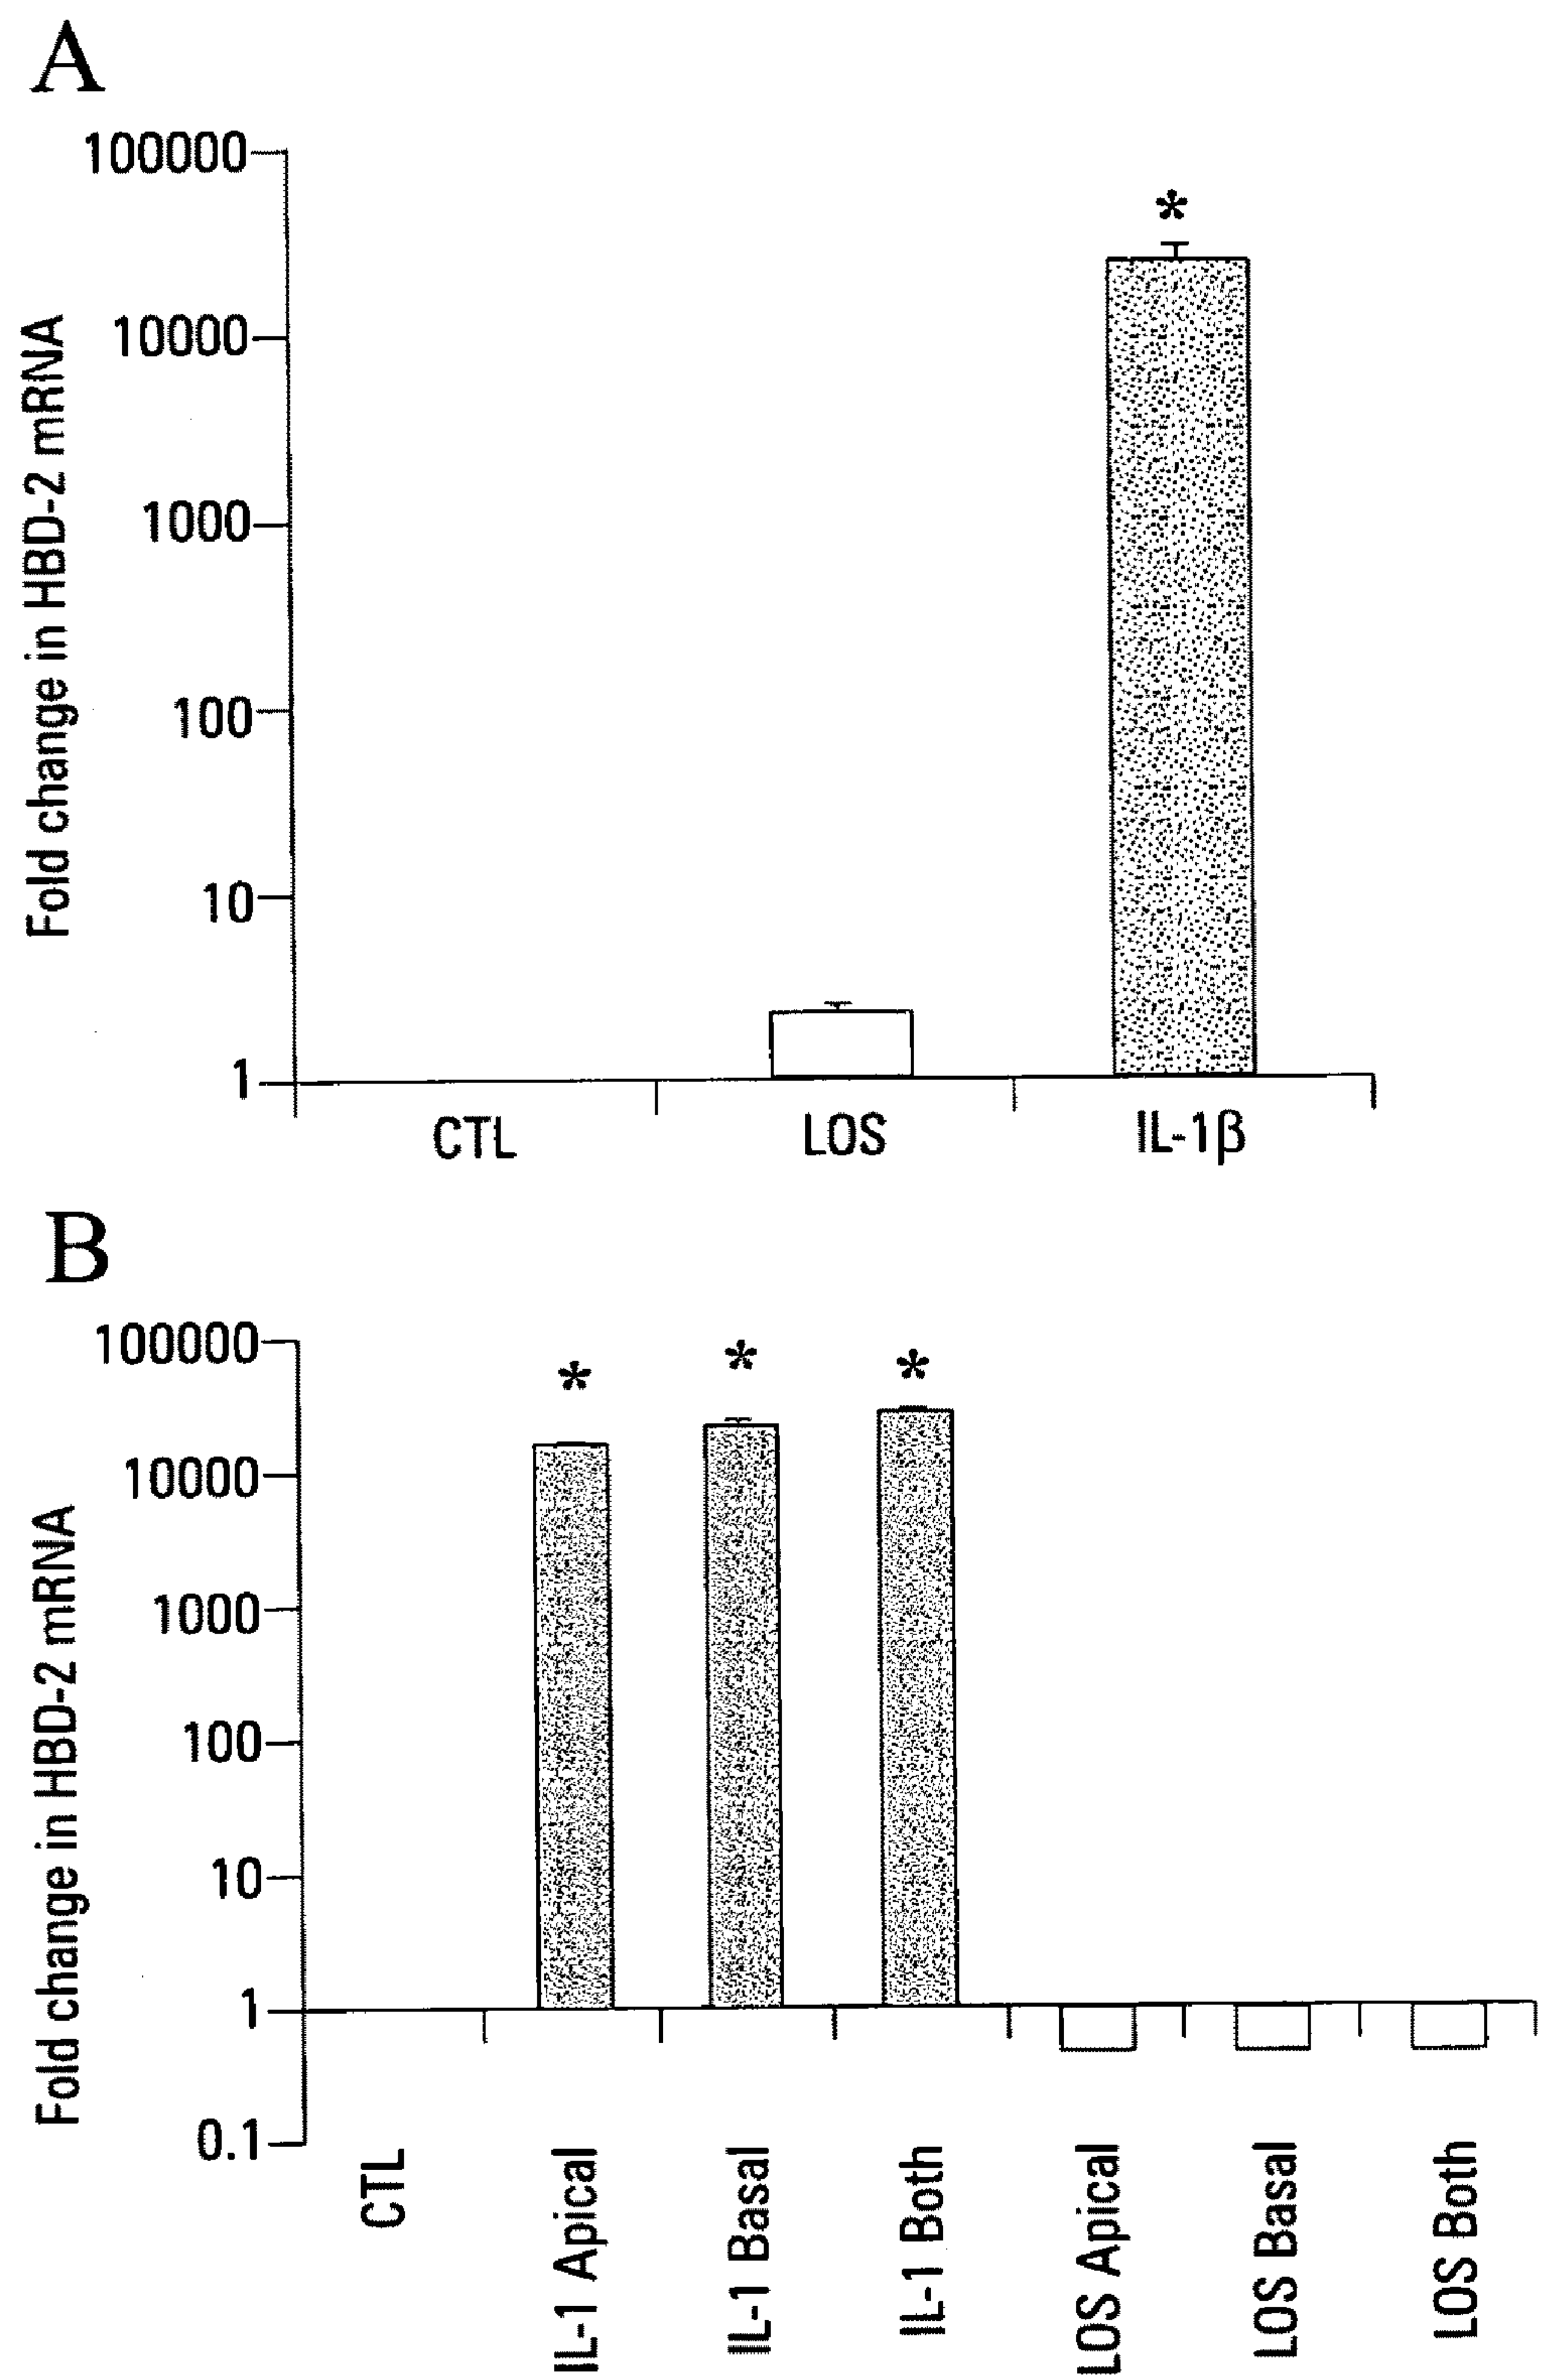 A
100000
*
10000
1000
100
10
1
Fold change in HBD-2 mRNA
CTL LOS IL-1β
B
100000
* * *
10000
1000
100
10
1
0.1
Fold change in HBD-2 mRNA
CTL
IL-1 Apical
IL-1 Basal
IL-1 Both
LOS Apical
LOS Basal
LOS Both